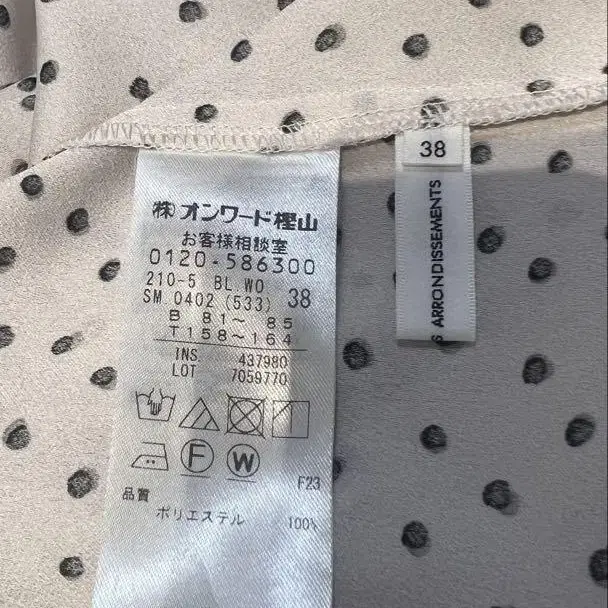 ㈱オンワード樫山
お客様相談室
0120-586300
210-5 BL WO
SM 0402 (533) 38
B 81～ 85
T158～164
INS. 437980
LOT 7059770
F W
F23
品質
ポリエステル 100%
38
S ARRONDISSEMENTS